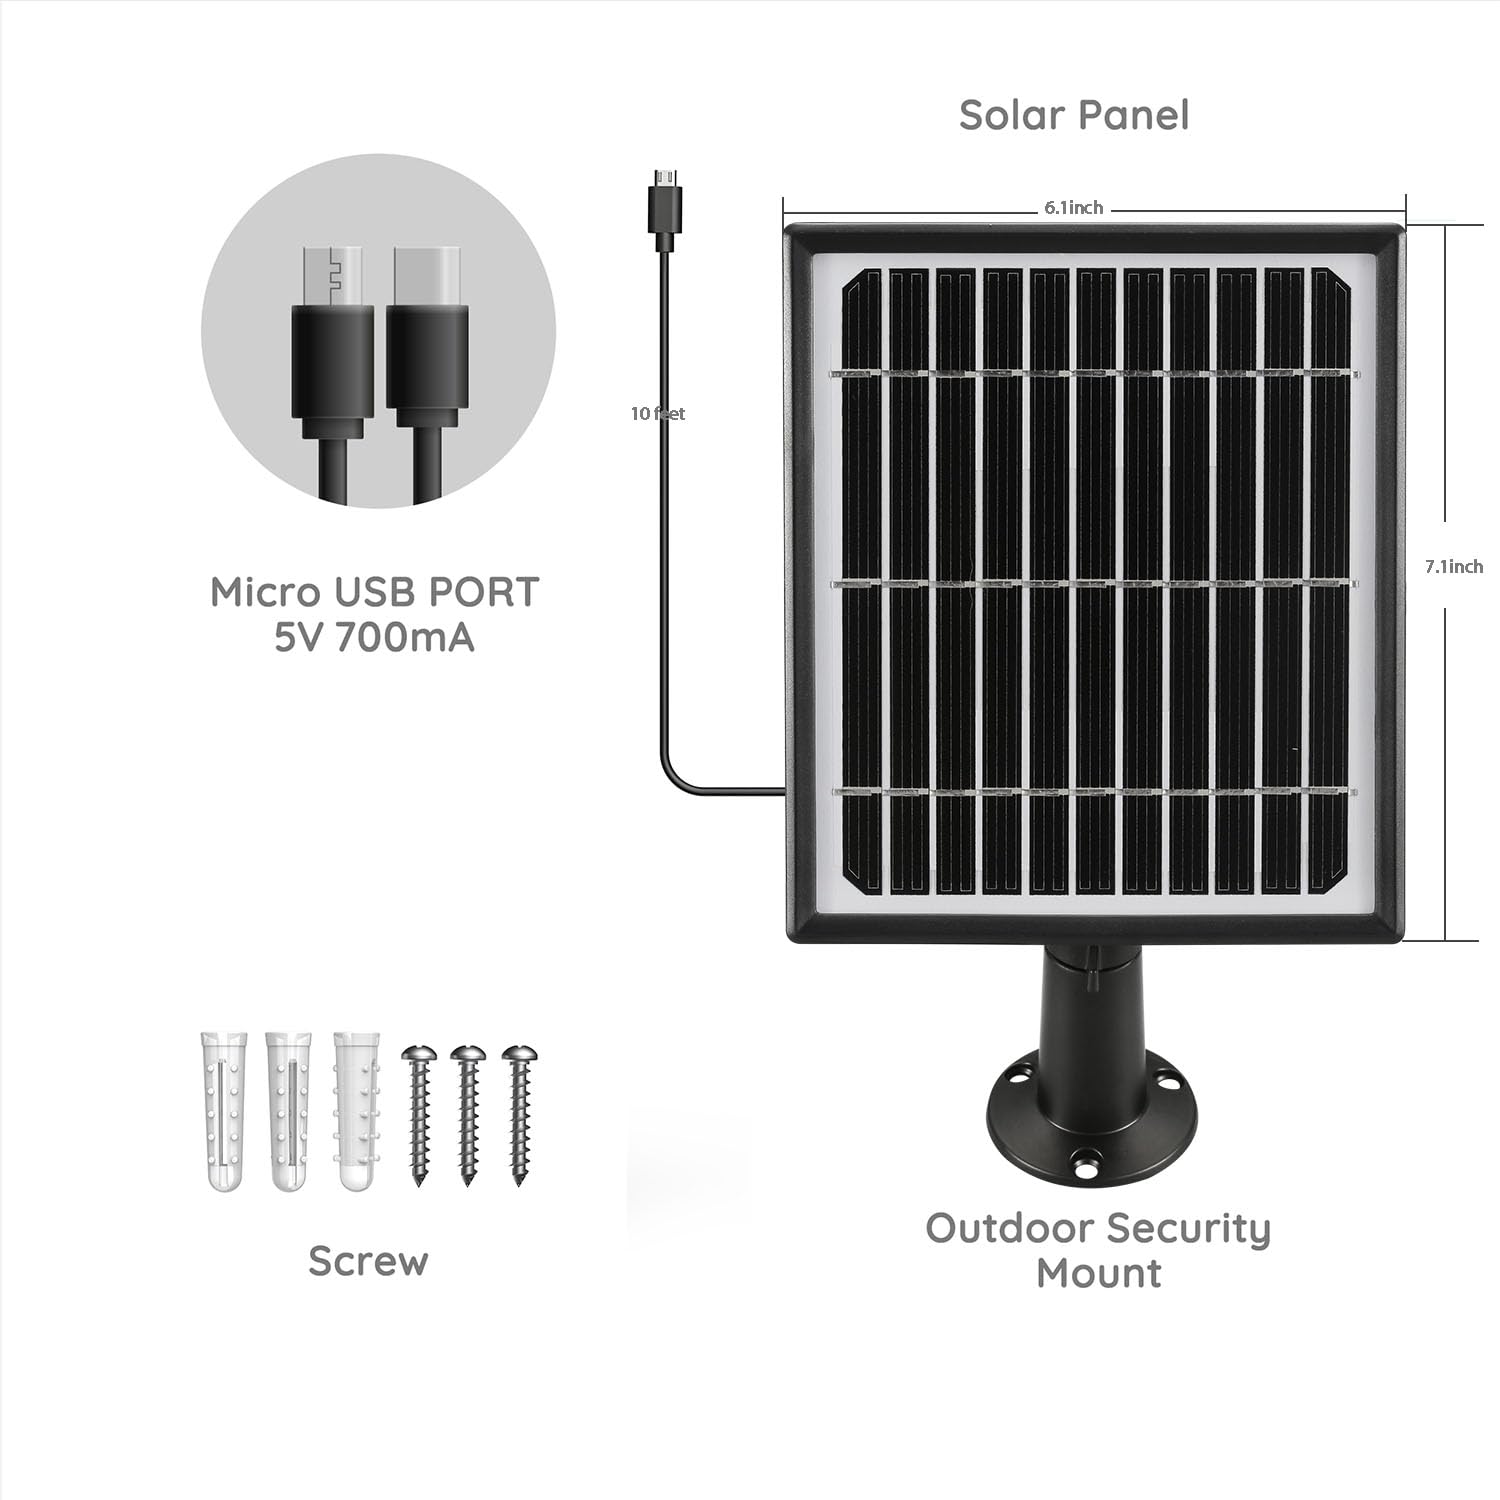 Solar Panel
6.1inch
10 feet
7.1inch
Micro USB PORT
5V 700mA
Screw
Outdoor Security
Mount